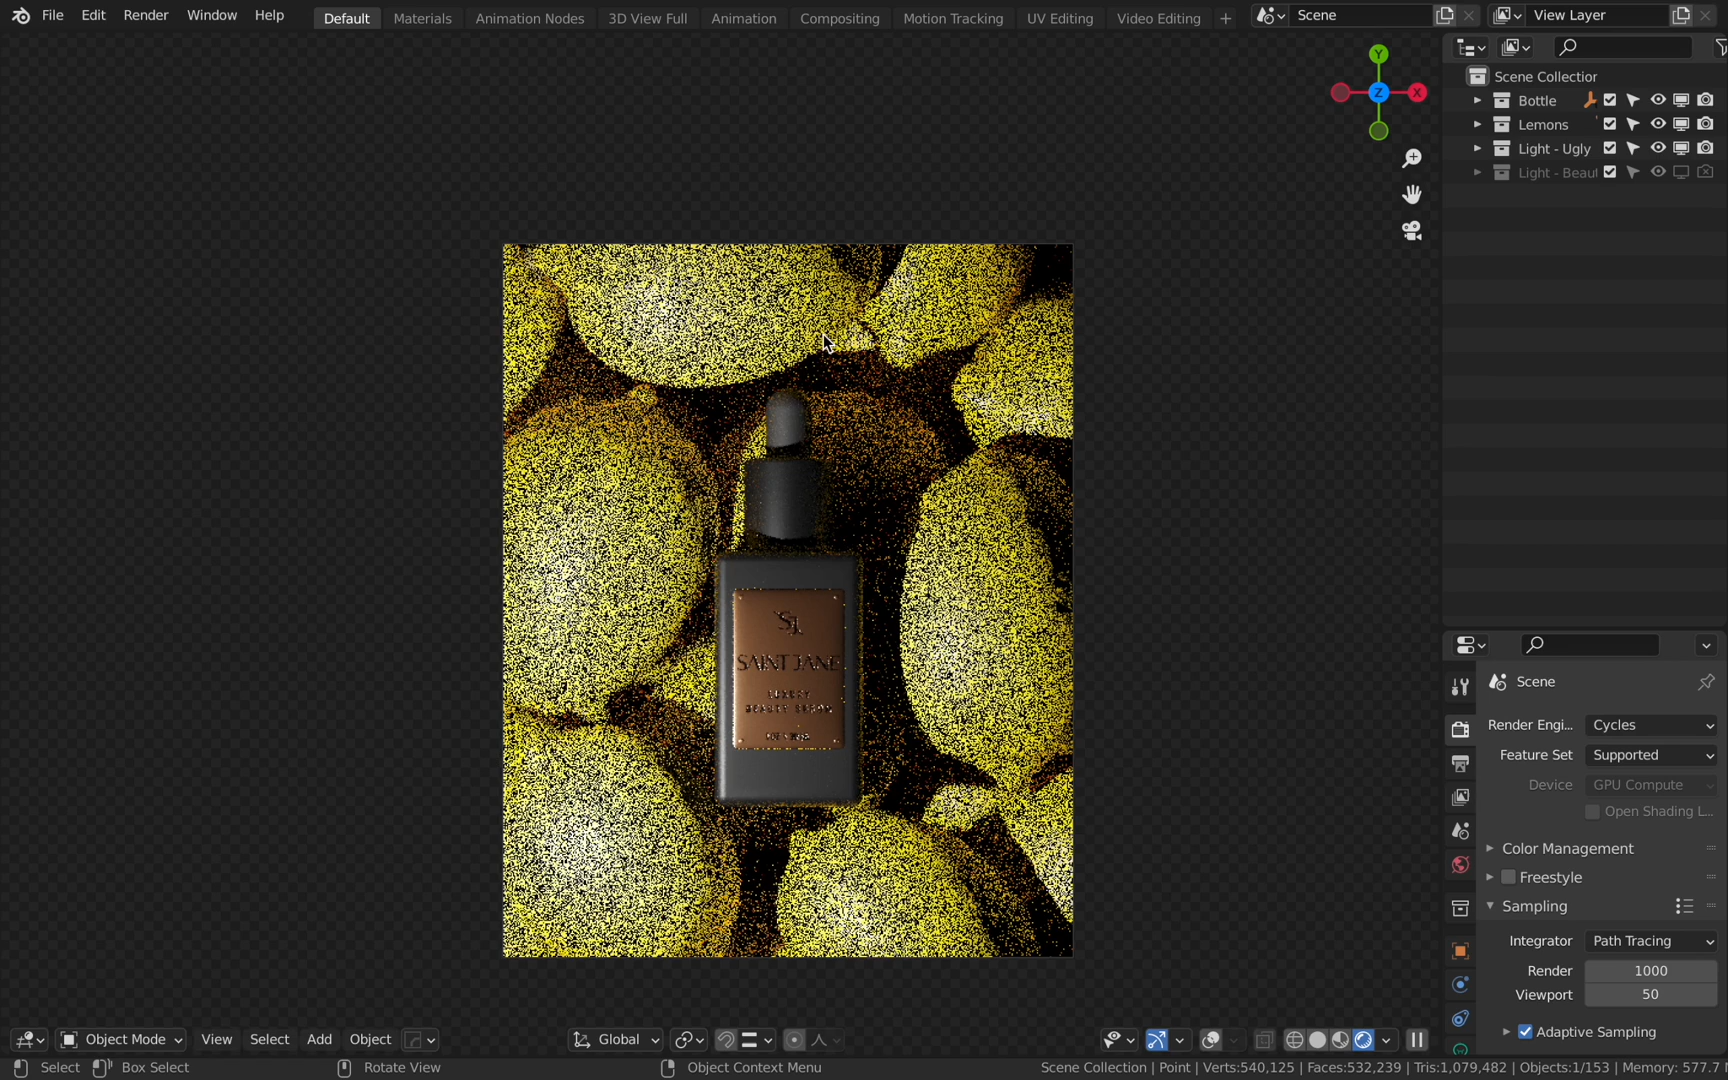 File Edit Render Window Help Default Materials Animation Nodes 3D View Full Animation Compositing Motion Tracking UV Editing Video Editing + Scene View Layer
Y
Z X
Scene Collection
Bottle
Lemons
Light - Ugly
Light - Beau
SJ
SAINT JANE
LUXURY
BEAUTY SERUM
Scene
Render Engi... Cycles
Feature Set Supported
Device GPU Compute
Open Shading L...
Color Management
Freestyle
Sampling
Integrator Path Tracing
Render 1000
Viewport 50
Adaptive Sampling
Object Mode View Select Add Object Global
Select Box Select Rotate View Object Context Menu Scene Collection | Point | Verts:540,125 | Faces:532,239 | Tris:1,079,482 | Objects:1/153 | Memory: 577.7